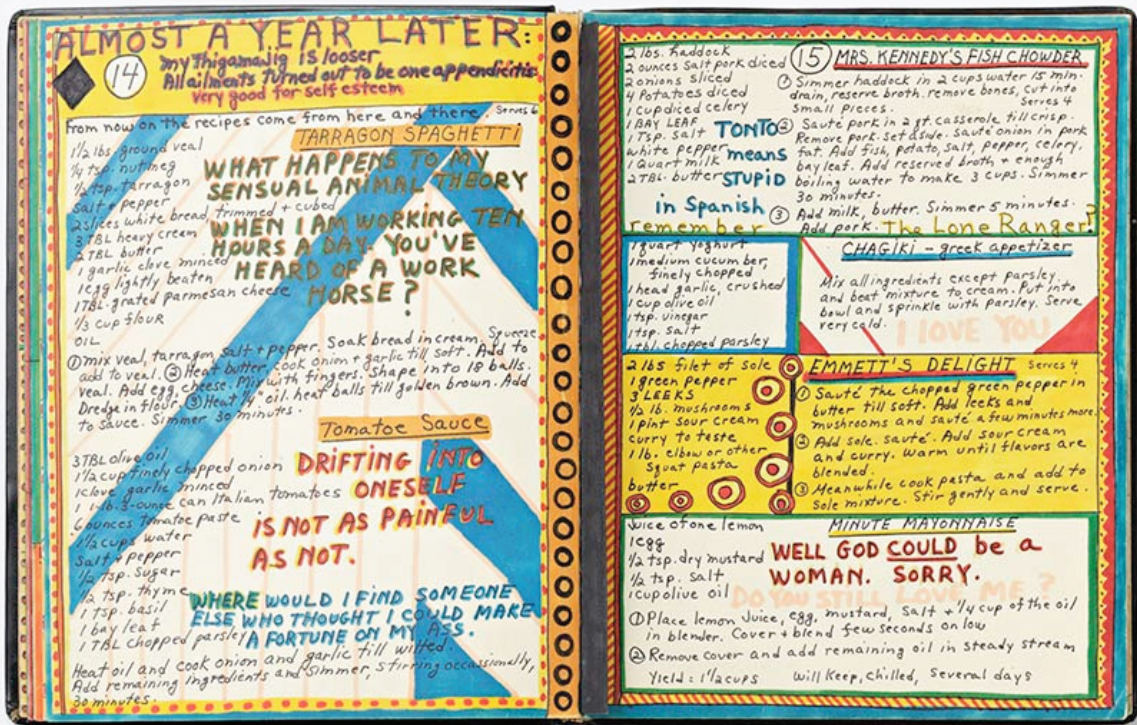 ALMOST A YEAR LATER:
14
my Thigamajig is looser
All ailments turned out to be one appendicitis
very good for self esteem
From now on the recipes come from here and there. Serves 6
TARRAGON SPAGHETTI
1 1/2 lbs. ground veal
1/4 tsp. nutmeg
1/2 tsp. tarragon
Salt + pepper
2 slices white bread, trimmed + cubed
3 TBL heavy cream
2 TBL butter
1 garlic clove minced
1 egg lightly beaten
1 TBL. grated parmesan cheese
1/3 cup flour
OIL
WHAT HAPPENS TO MY
SENSUAL ANIMAL THEORY
WHEN I AM WORKING TEN
HOURS A DAY. YOU'VE
HEARD OF A WORK
HORSE?
① mix veal, tarragon, salt + pepper. Soak bread in cream. Squeeze
add to veal. ② Heat butter, cook onion + garlic till soft. Add to
veal. Add egg, cheese. Mix with fingers. Shape into 18 balls.
Dredge in flour. ③ Heat 1/4" oil. heat balls till golden brown. Add
to sauce. Simmer 30 minutes.
Tomatoe Sauce
3 TBL olive oil
1 1/2 cup finely chopped onion
1 clove garlic minced
1 1-lb. 3-ounce can Italian tomatoes
6 ounces tomatoe paste
1 1/2 cups water
Salt + pepper
1/2 tsp. sugar
1/2 tsp. thyme
1 tsp. basil
1 bay leaf
1 TBL chopped parsley
DRIFTING INTO
ONESELF
IS NOT AS PAINFUL
AS NOT.
WHERE WOULD I FIND SOMEONE
ELSE WHO THOUGHT I COULD MAKE
A FORTUNE ON MY ASS.
Heat oil and cook onion and garlic till wilted.
Add remaining ingredients and simmer, stirring occasionally,
30 minutes.
15 MRS. KENNEDY'S FISH CHOWDER
2 lbs. haddock
2 ounces Salt pork diced
2 onions sliced
4 potatoes diced
1 cup diced celery
1 BAY LEAF
1 Tsp. salt
white pepper
1 Quart milk
2 TBL. butter
① Simmer haddock in 2 cups water 15 min.
drain, reserve broth. remove bones, cut into
small pieces. Serves 4
② Sauté pork in 2 qt. casserole till crisp.
Remove pork. set aside. Sauté onion in pork
fat. Add fish, potato, salt, pepper, celery,
bay leaf. Add reserved broth + enough
boiling water to make 3 cups. Simmer
30 minutes.
③ Add milk, butter. Simmer 5 minutes.
Add pork.
TONTO
means
STUPID
in Spanish
remember The Lone Ranger?
CHAGIKI - greek appetizer
1 quart yoghurt
1 medium cucumber,
finely chopped
1 head garlic, crushed
1 cup olive oil
1 tsp. vinegar
1 tsp. salt
1 tbl. chopped parsley
Mix all ingredients except parsley.
and beat mixture to cream. Put into
bowl and sprinkle with parsley. Serve
very cold.
I LOVE YOU
EMMETT'S DELIGHT Serves 4
2 lbs filet of sole
1 green pepper
3 LEEKS
1/2 lb. mushrooms
1 pint sour cream
curry to taste
1 lb. elbow or other
squat pasta
butter
① Sauté the chopped green pepper in
butter till soft. Add leeks and
mushrooms and sauté a few minutes more.
② Add sole. sauté. Add sour cream
and curry. Warm until flavors are
blended.
③ Meanwhile cook pasta and add to
Sole mixture. Stir gently and serve.
MINUTE MAYONNAISE
Juice of one lemon
1 egg
1/2 tsp. dry mustard
1/2 tsp. salt
1 cup olive oil
WELL GOD COULD be a
WOMAN. SORRY.
DO YOU STILL LOVE ME?
① Place lemon Juice, egg, mustard, Salt + 1/4 cup of the oil
in blender. Cover + blend few seconds on low
② Remove cover and add remaining oil in steady stream
Yield: 1 1/2 cups will Keep, chilled, several days